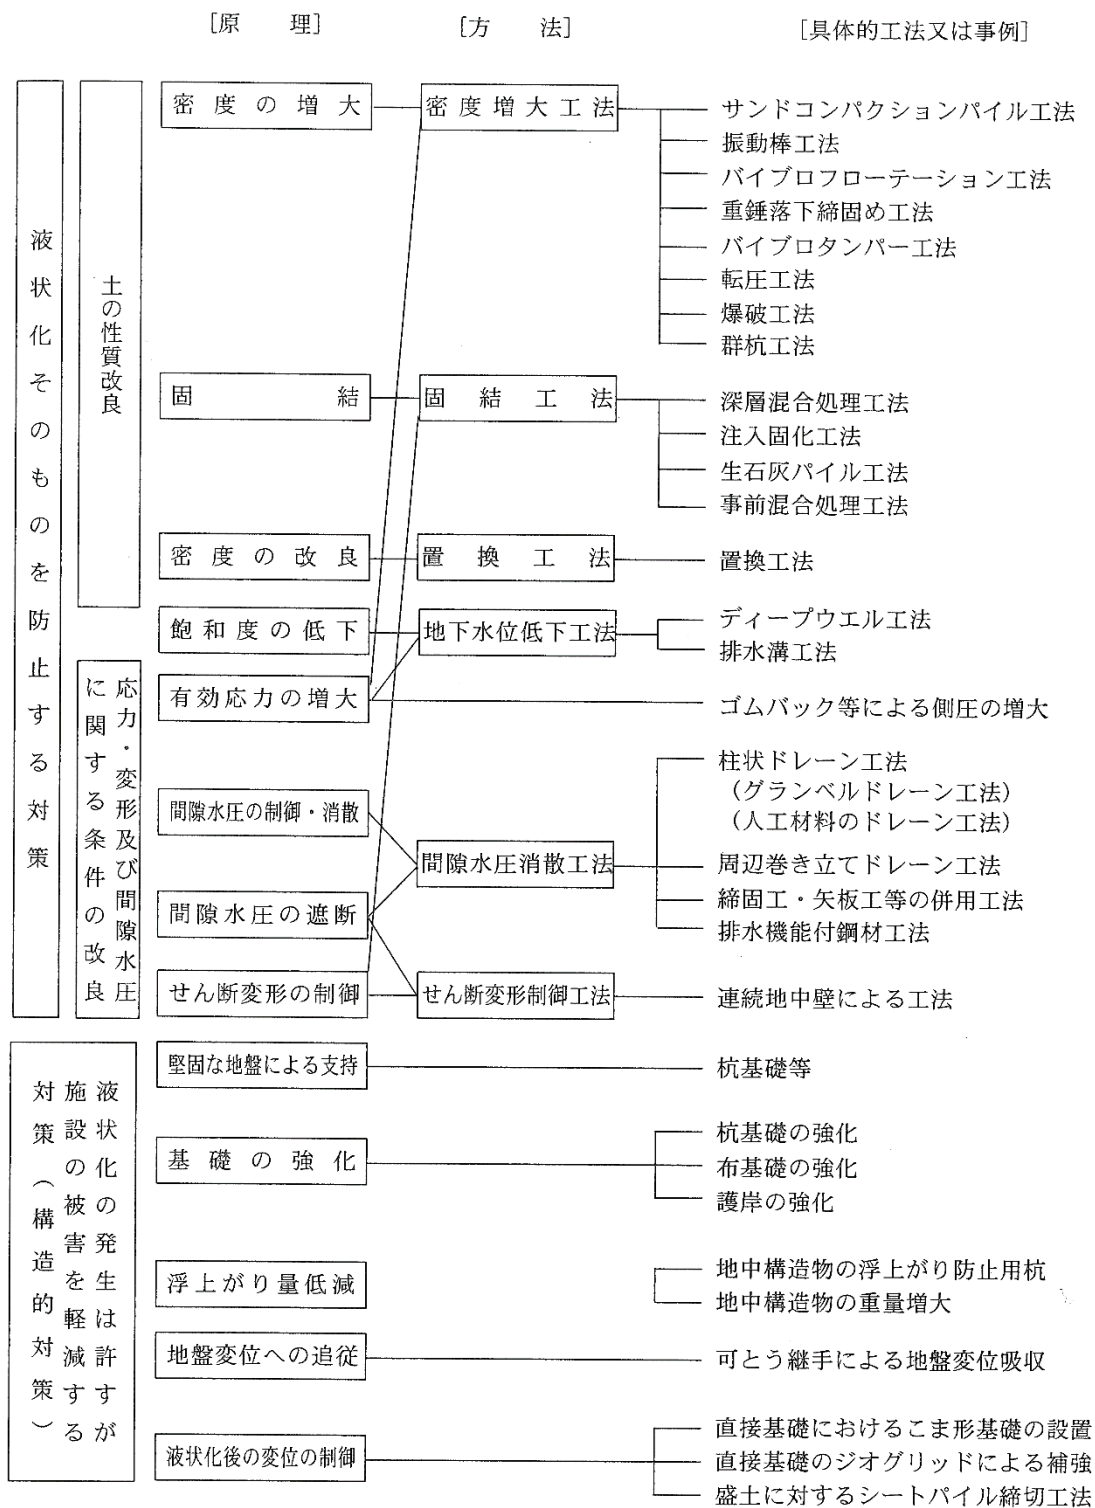 [原 理]
[方 法]
[具体的工法又は事例]
液状化そのものを防止する対策
土の性質改良
密度の増大
密度増大工法
サンドコンパクションパイル工法
振動棒工法
バイブロフローテーション工法
重錘落下締固め工法
バイブロタンパー工法
転圧工法
爆破工法
群杭工法
固結
固結工法
深層混合処理工法
注入固化工法
生石灰パイル工法
事前混合処理工法
密度の改良
置換工法
置換工法
飽和度の低下
地下水位低下工法
ディープウエル工法
排水溝工法
応力・変形及び間隙水圧
に関する条件の改良
有効応力の増大
ゴムバック等による側圧の増大
間隙水圧の制御・消散
間隙水圧消散工法
柱状ドレーン工法
(グランベルドレーン工法)
(人工材料のドレーン工法)
周辺巻き立てドレーン工法
締固工・矢板工等の併用工法
排水機能付鋼材工法
間隙水圧の遮断
せん断変形の制御
せん断変形制御工法
連続地中壁による工法
液状化の発生は許すが
施設の被害を軽減する
対策(構造的対策)
堅固な地盤による支持
杭基礎等
基礎の強化
杭基礎の強化
布基礎の強化
護岸の強化
浮上がり量低減
地中構造物の浮上がり防止用杭
地中構造物の重量増大
地盤変位への追従
可とう継手による地盤変位吸収
液状化後の変位の制御
直接基礎におけるこま形基礎の設置
直接基礎のジオグリッドによる補強
盛土に対するシートパイル締切工法